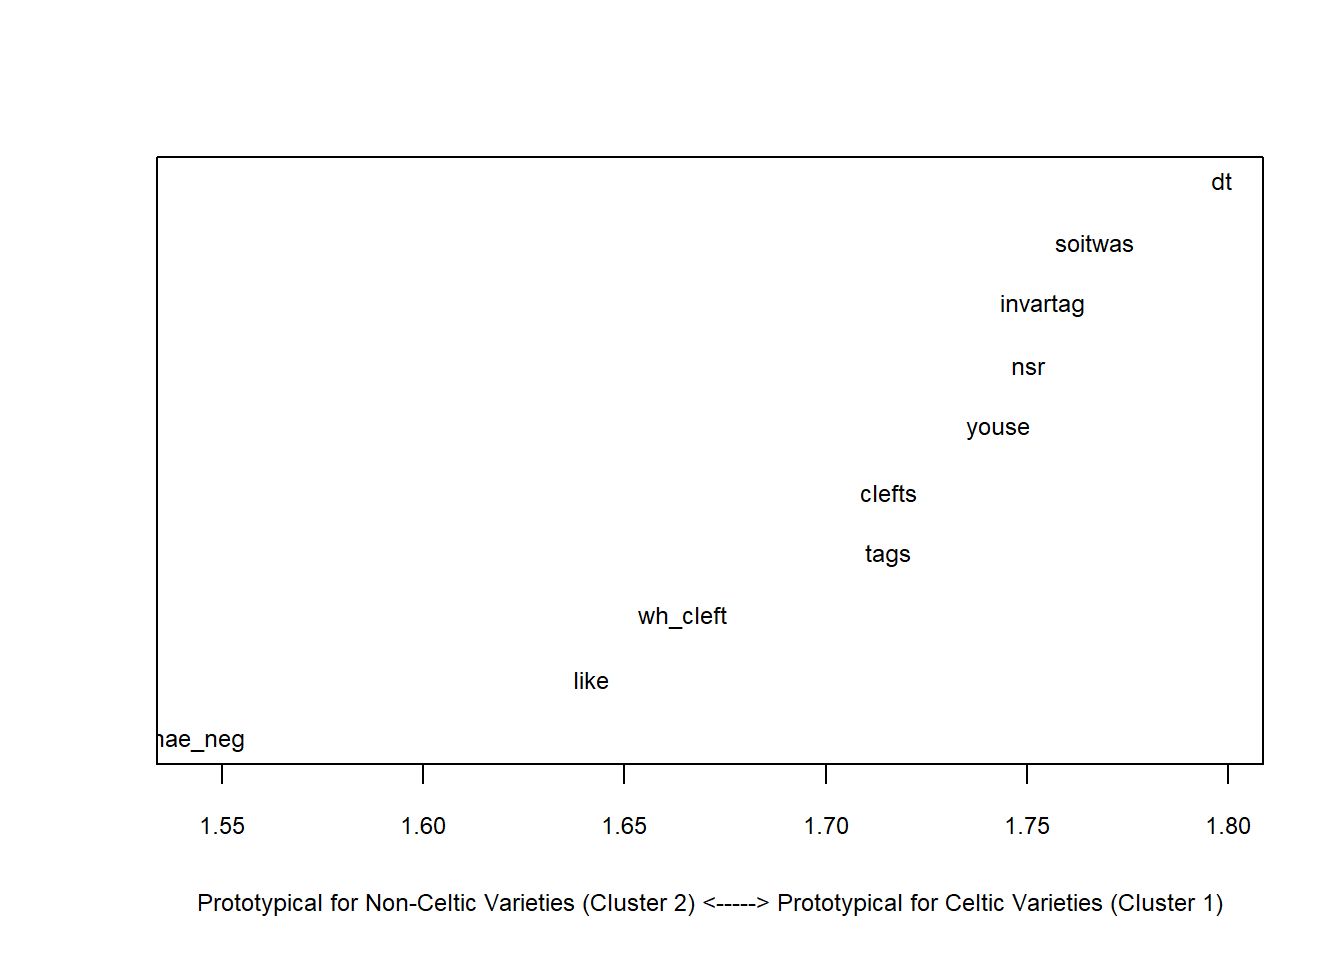 dt
soitwas
invartag
nsr
youse
clefts
tags
wh_cleft
like
nae_neg
1.55 1.60 1.65 1.70 1.75 1.80
Prototypical for Non-Celtic Varieties (Cluster 2) <-----> Prototypical for Celtic Varieties (Cluster 1)